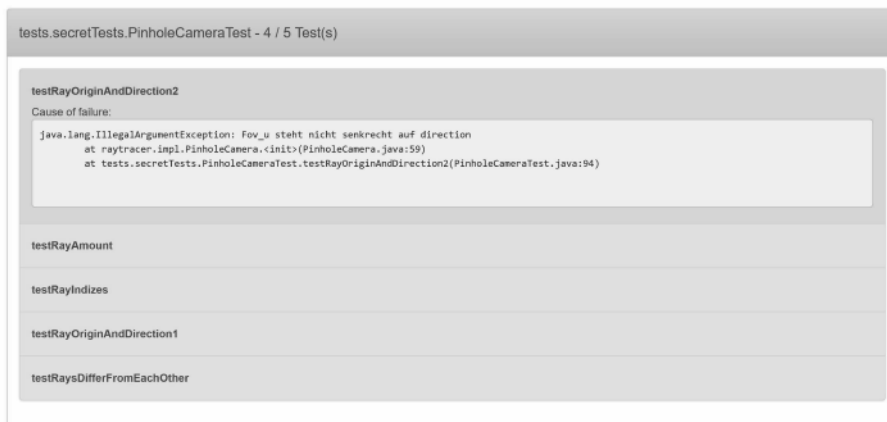 tests.secretTests.PinholeCameraTest - 4 / 5 Test(s)
testRayOriginAndDirection2
Cause of failure:
java.lang.IllegalArgumentException: Fov_u steht nicht senkrecht auf direction
at raytracer.impl.PinholeCamera.<init>(PinholeCamera.java:59)
at tests.secretTests.PinholeCameraTest.testRayOriginAndDirection2(PinholeCameraTest.java:94)
testRayAmount
testRayIndizes
testRayOriginAndDirection1
testRaysDifferFromEachOther